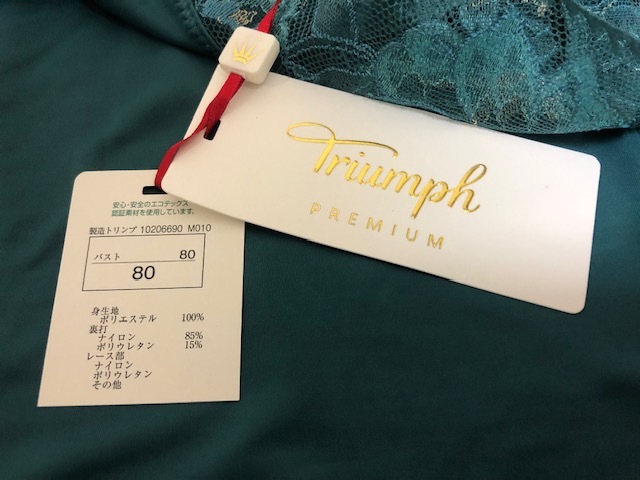 Triumph
PREMIUM
安心・安全のエコテックス
認証素材を使用しています。
製造トリンプ 10206690 M010
バスト 80
80
身生地
ポリエステル 100%
裏打
ナイロン 85%
ポリウレタン 15%
レース部
ナイロン
ポリウレタン
その他